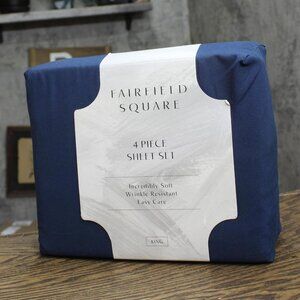 FAIRFIELD
SQUARE
4 PIECE
SHEET SET
Incredibly Soft
Wrinkle Resistant
Easy Care
KING